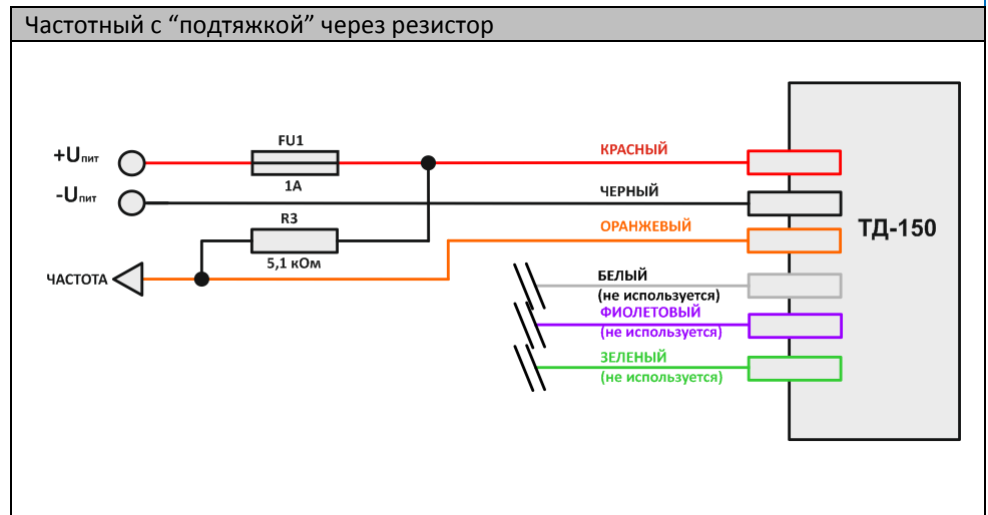 Частотный с “подтяжкой” через резистор
+Uпит
FU1
1А
КРАСНЫЙ
-Uпит
ЧЕРНЫЙ
R3
5,1 кОм
ОРАНЖЕВЫЙ
ТД-150
ЧАСТОТА
БЕЛЫЙ
(не используется)
ФИОЛЕТОВЫЙ
(не используется)
ЗЕЛЕНЫЙ
(не используется)